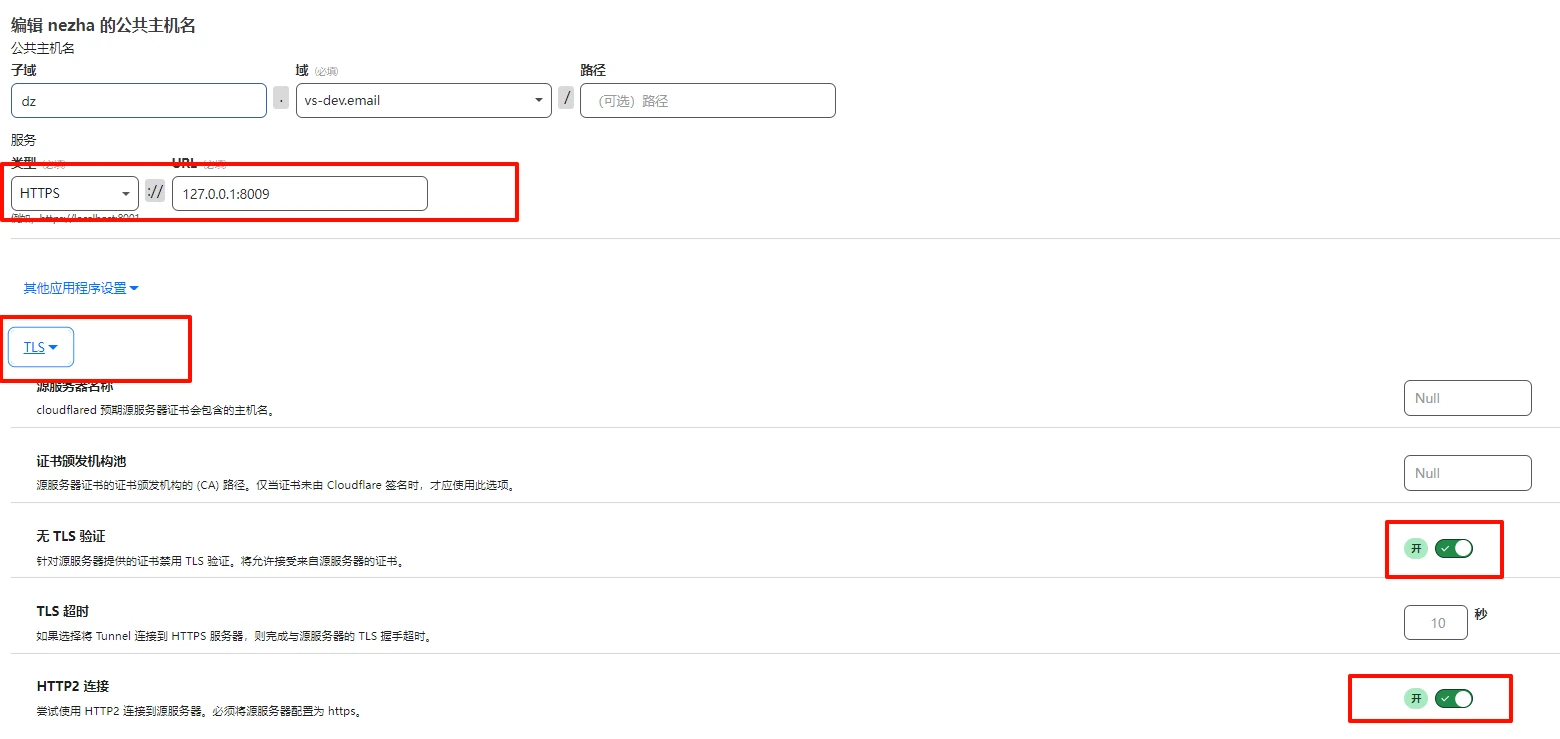 编辑 nezha 的公共主机名
公共主机名
子域 域 (必填) 路径
dz . vs-dev.email / （可选）路径
服务
类型 (必填) URL (必填)
HTTPS :// 127.0.0.1:8009
例如，https://localhost:8001
其他应用程序设置
TLS
源服务器名称
cloudflared 预期源服务器证书会包含的主机名。
Null
证书颁发机构池
源服务器证书的证书颁发机构的 (CA) 路径。仅当证书未由 Cloudflare 签名时，才应使用此选项。
Null
无 TLS 验证
针对源服务器提供的证书禁用 TLS 验证。将允许接受来自源服务器的证书。
开
TLS 超时
如果选择将 Tunnel 连接到 HTTPS 服务器，则完成与源服务器的 TLS 握手超时。
10 秒
HTTP2 连接
尝试使用 HTTP2 连接到源服务器。必须将源服务器配置为 https。
开